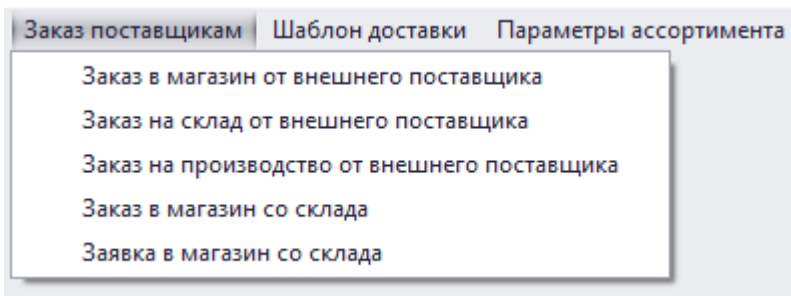 Заказ поставщикам Шаблон доставки Параметры ассортимента
Заказ в магазин от внешнего поставщика
Заказ на склад от внешнего поставщика
Заказ на производство от внешнего поставщика
Заказ в магазин со склада
Заявка в магазин со склада